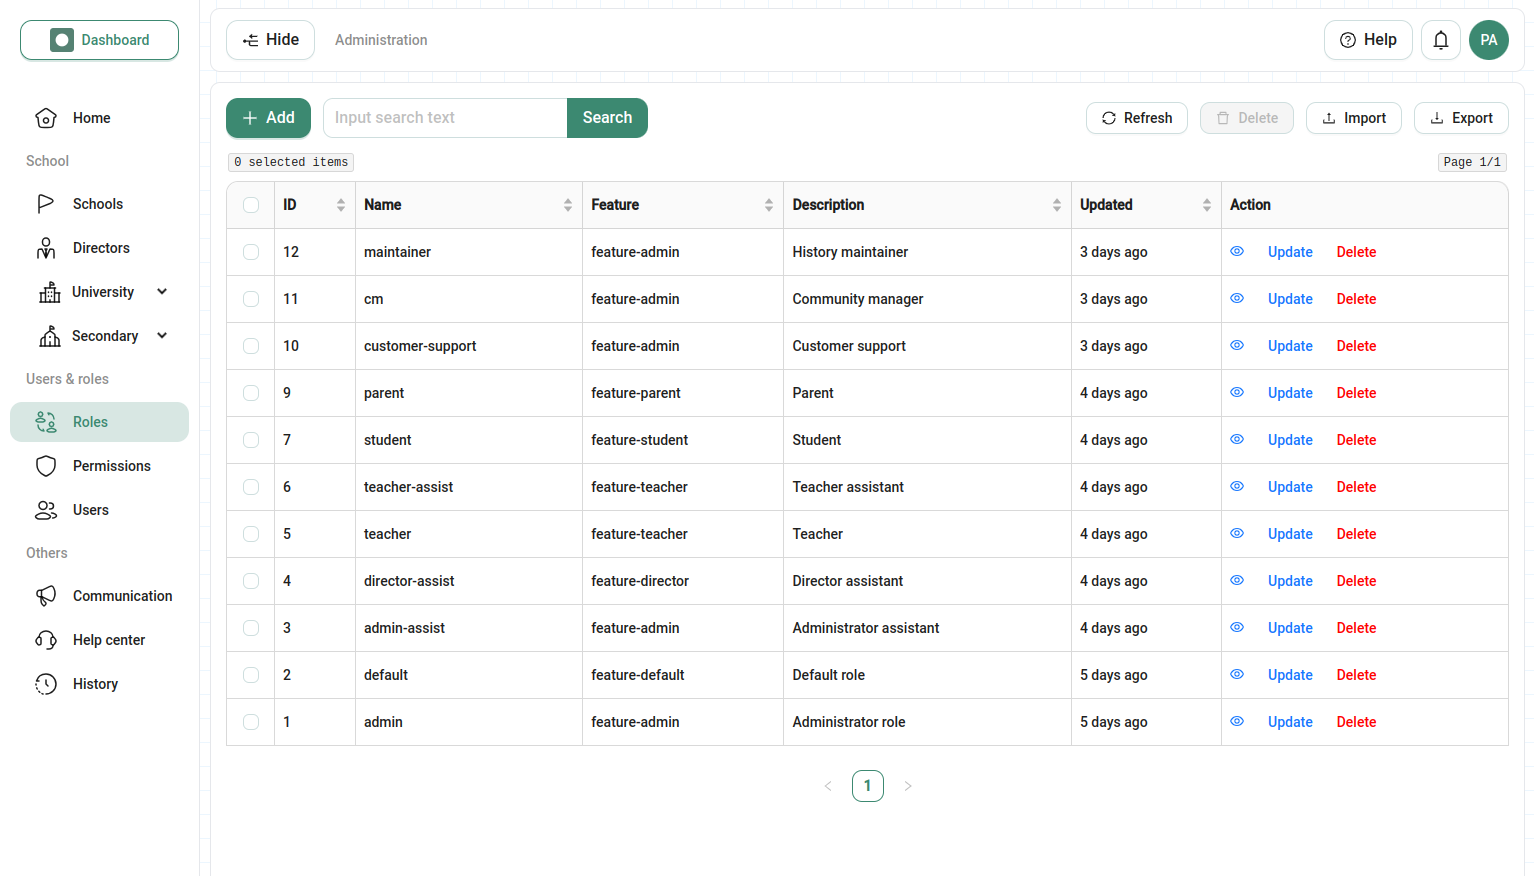 Dashboard
Hide
Administration
Help
PA
Home
School
Schools
Directors
University
Secondary
Users & roles
Roles
Permissions
Users
Others
Communication
Help center
History
Add
Input search text
Search
Refresh
Delete
Import
Export
0 selected items
Page 1/1
ID Name Feature Description Updated Action
12 maintainer feature-admin History maintainer 3 days ago Update Delete
11 cm feature-admin Community manager 3 days ago Update Delete
10 customer-support feature-admin Customer support 3 days ago Update Delete
9 parent feature-parent Parent 4 days ago Update Delete
7 student feature-student Student 4 days ago Update Delete
6 teacher-assist feature-teacher Teacher assistant 4 days ago Update Delete
5 teacher feature-teacher Teacher 4 days ago Update Delete
4 director-assist feature-director Director assistant 4 days ago Update Delete
3 admin-assist feature-admin Administrator assistant 4 days ago Update Delete
2 default feature-default Default role 5 days ago Update Delete
1 admin feature-admin Administrator role 5 days ago Update Delete
1